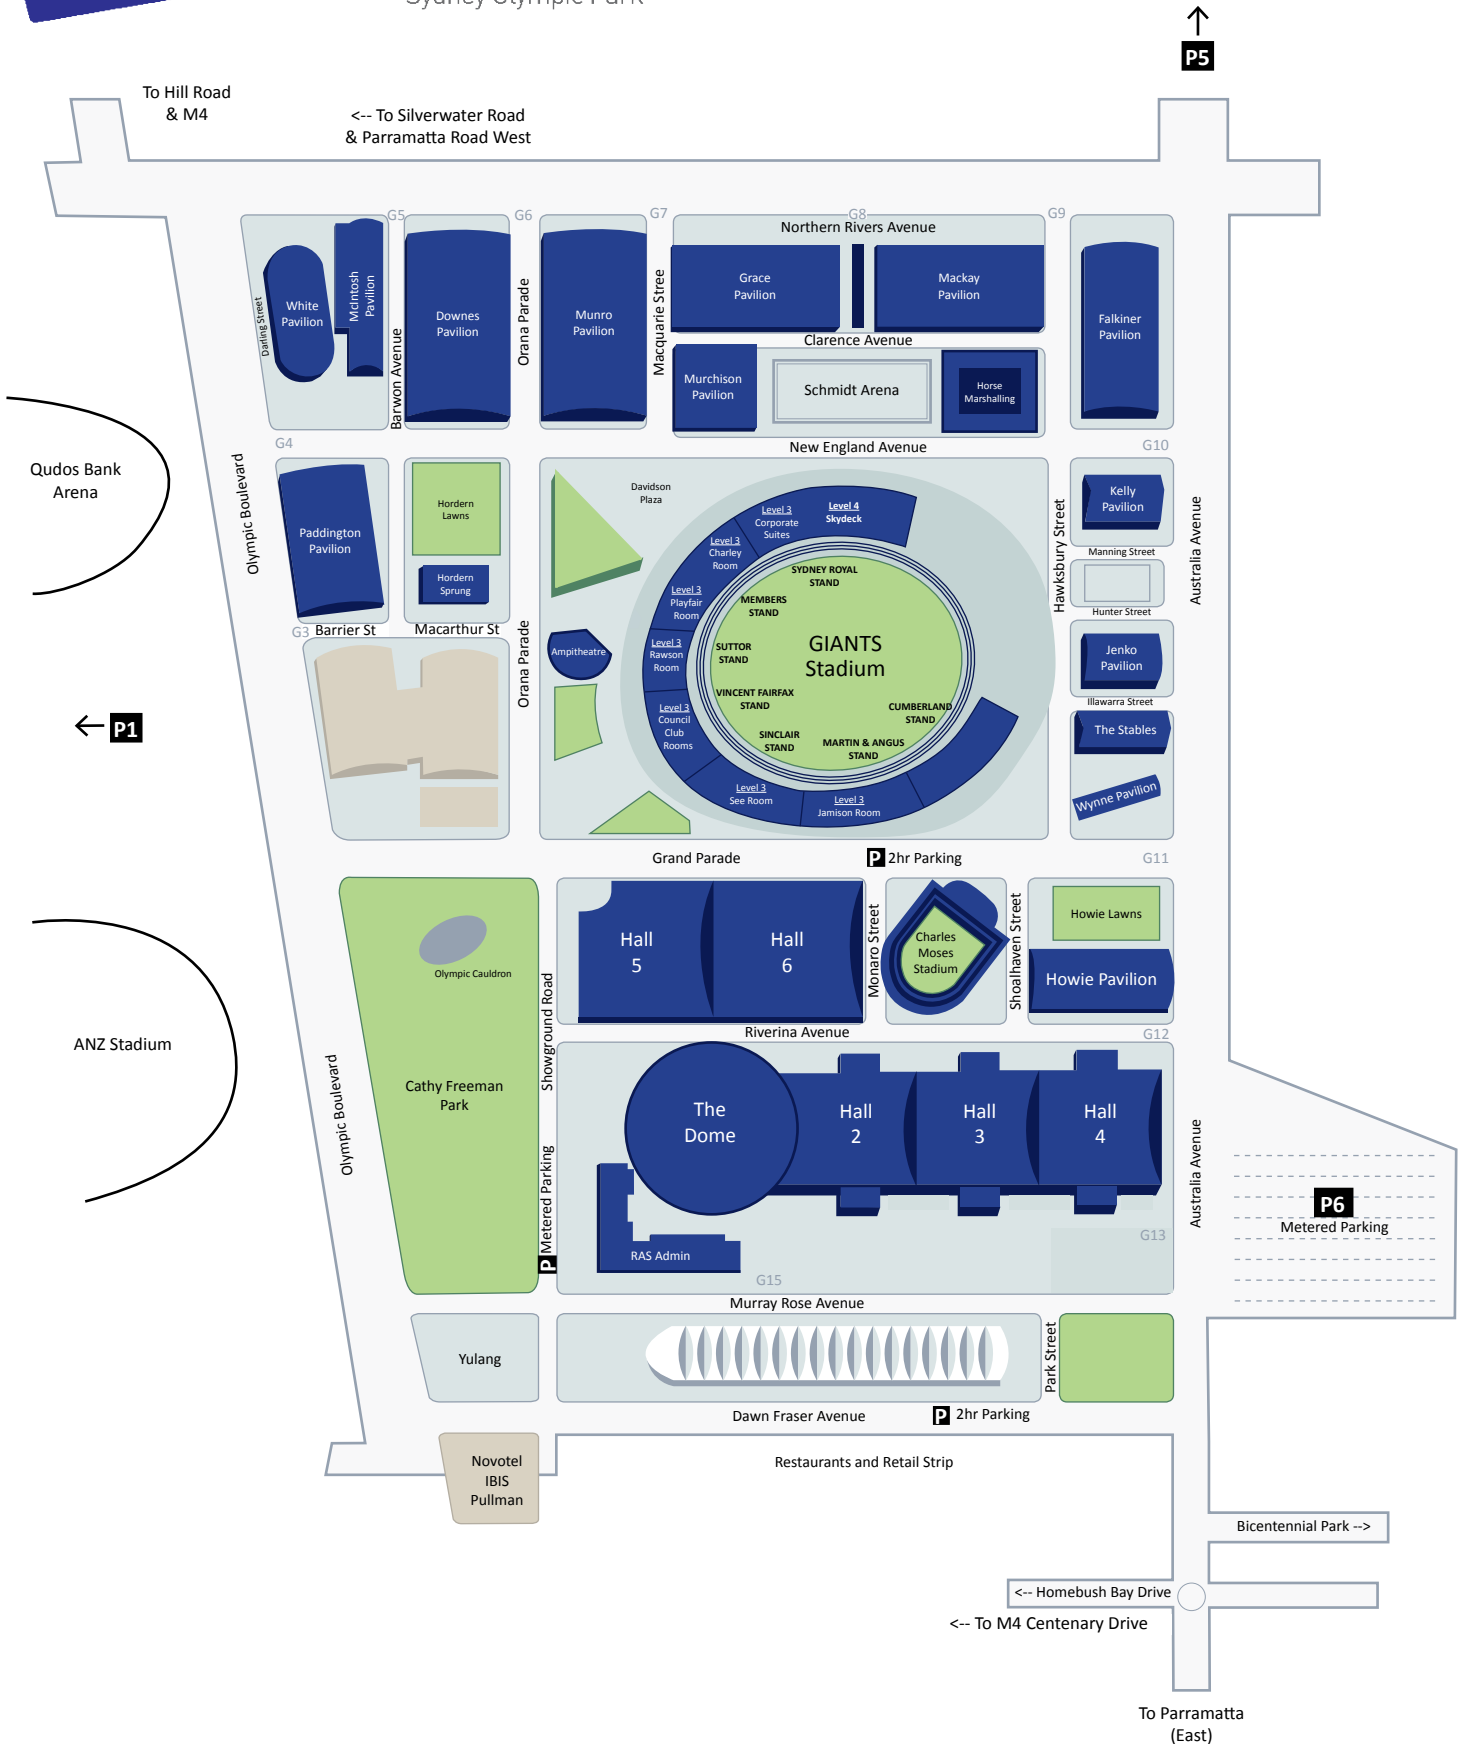 Sydney Olympic Park
P5
To Hill Road
& M4
<-- To Silverwater Road
& Parramatta Road West
G5
G6
G7
G8
G9
Northern Rivers Avenue
White
Pavilion
McIntosh
Pavilion
Darling Street
Barwon Avenue
Downes
Pavilion
Orana Parade
Munro
Pavilion
Macquarie Stree
Grace
Pavilion
Mackay
Pavilion
Falkiner
Pavilion
Clarence Avenue
Murchison
Pavilion
Schmidt Arena
Horse
Marshalling
New England Avenue
G4
G10
Qudos Bank
Arena
Olympic Boulevard
Paddington
Pavilion
Hordern
Lawns
Hordern
Sprung
Davidson
Plaza
Level 3
Corporate
Suites
Level 4
Skydeck
Level 3
Charley
Room
Level 3
Playfair
Room
Level 3
Rawson
Room
Level 3
Council
Club
Rooms
Level 3
See Room
Level 3
Jamison Room
SYDNEY ROYAL
STAND
MEMBERS
STAND
SUTTOR
STAND
VINCENT FAIRFAX
STAND
SINCLAIR
STAND
MARTIN & ANGUS
STAND
CUMBERLAND
STAND
GIANTS
Stadium
Hawksbury Street
Kelly
Pavilion
Manning Street
Hunter Street
Jenko
Pavilion
Illawarra Street
The Stables
Wynne Pavilion
Australia Avenue
G3
Barrier St
Macarthur St
Orana Parade
Ampitheatre
P1
Grand Parade
P 2hr Parking
G11
Hall
5
Hall
6
Monaro Street
Charles
Moses
Stadium
Shoalhaven Street
Howie Lawns
Howie Pavilion
Olympic Cauldron
Showground Road
Riverina Avenue
G12
ANZ Stadium
Olympic Boulevard
Cathy Freeman
Park
The
Dome
Hall
2
Hall
3
Hall
4
P Metered Parking
RAS Admin
G13
G15
Australia Avenue
P6
Metered Parking
Murray Rose Avenue
Yulang
Park Street
Dawn Fraser Avenue
P 2hr Parking
Novotel
IBIS
Pullman
Restaurants and Retail Strip
Bicentennial Park -->
<-- Homebush Bay Drive
<-- To M4 Centenary Drive
To Parramatta
(East)